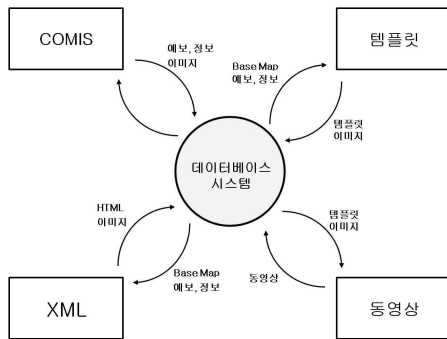 COMIS
템플릿
예보, 정보
이미지
Base Map
예보, 정보
템플릿
이미지
데이터베이스
시스템
HTML
이미지
템플릿
이미지
Base Map
예보, 정보
동영상
XML
동영상